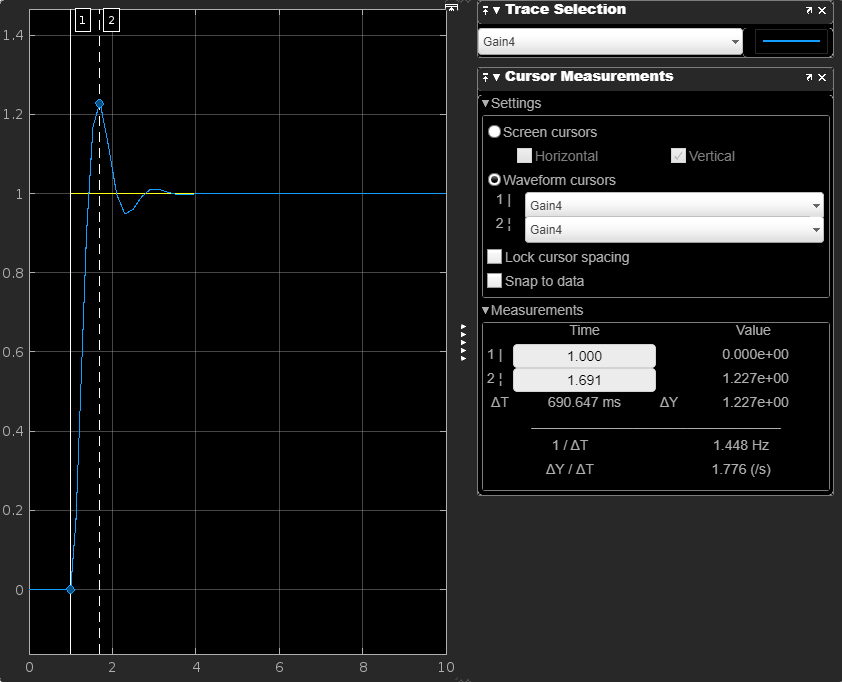 1 2
1.4
1.2
1
0.8
0.6
0.4
0.2
0
0 2 4 6 8 10
Trace Selection
Gain4
Cursor Measurements
Settings
Screen cursors
Horizontal Vertical
Waveform cursors
1 | Gain4
2 ¦ Gain4
Lock cursor spacing
Snap to data
Measurements
Time Value
1 | 1.000 0.000e+00
2 ¦ 1.691 1.227e+00
ΔT 690.647 ms ΔY 1.227e+00
1 / ΔT 1.448 Hz
ΔY / ΔT 1.776 (/s)